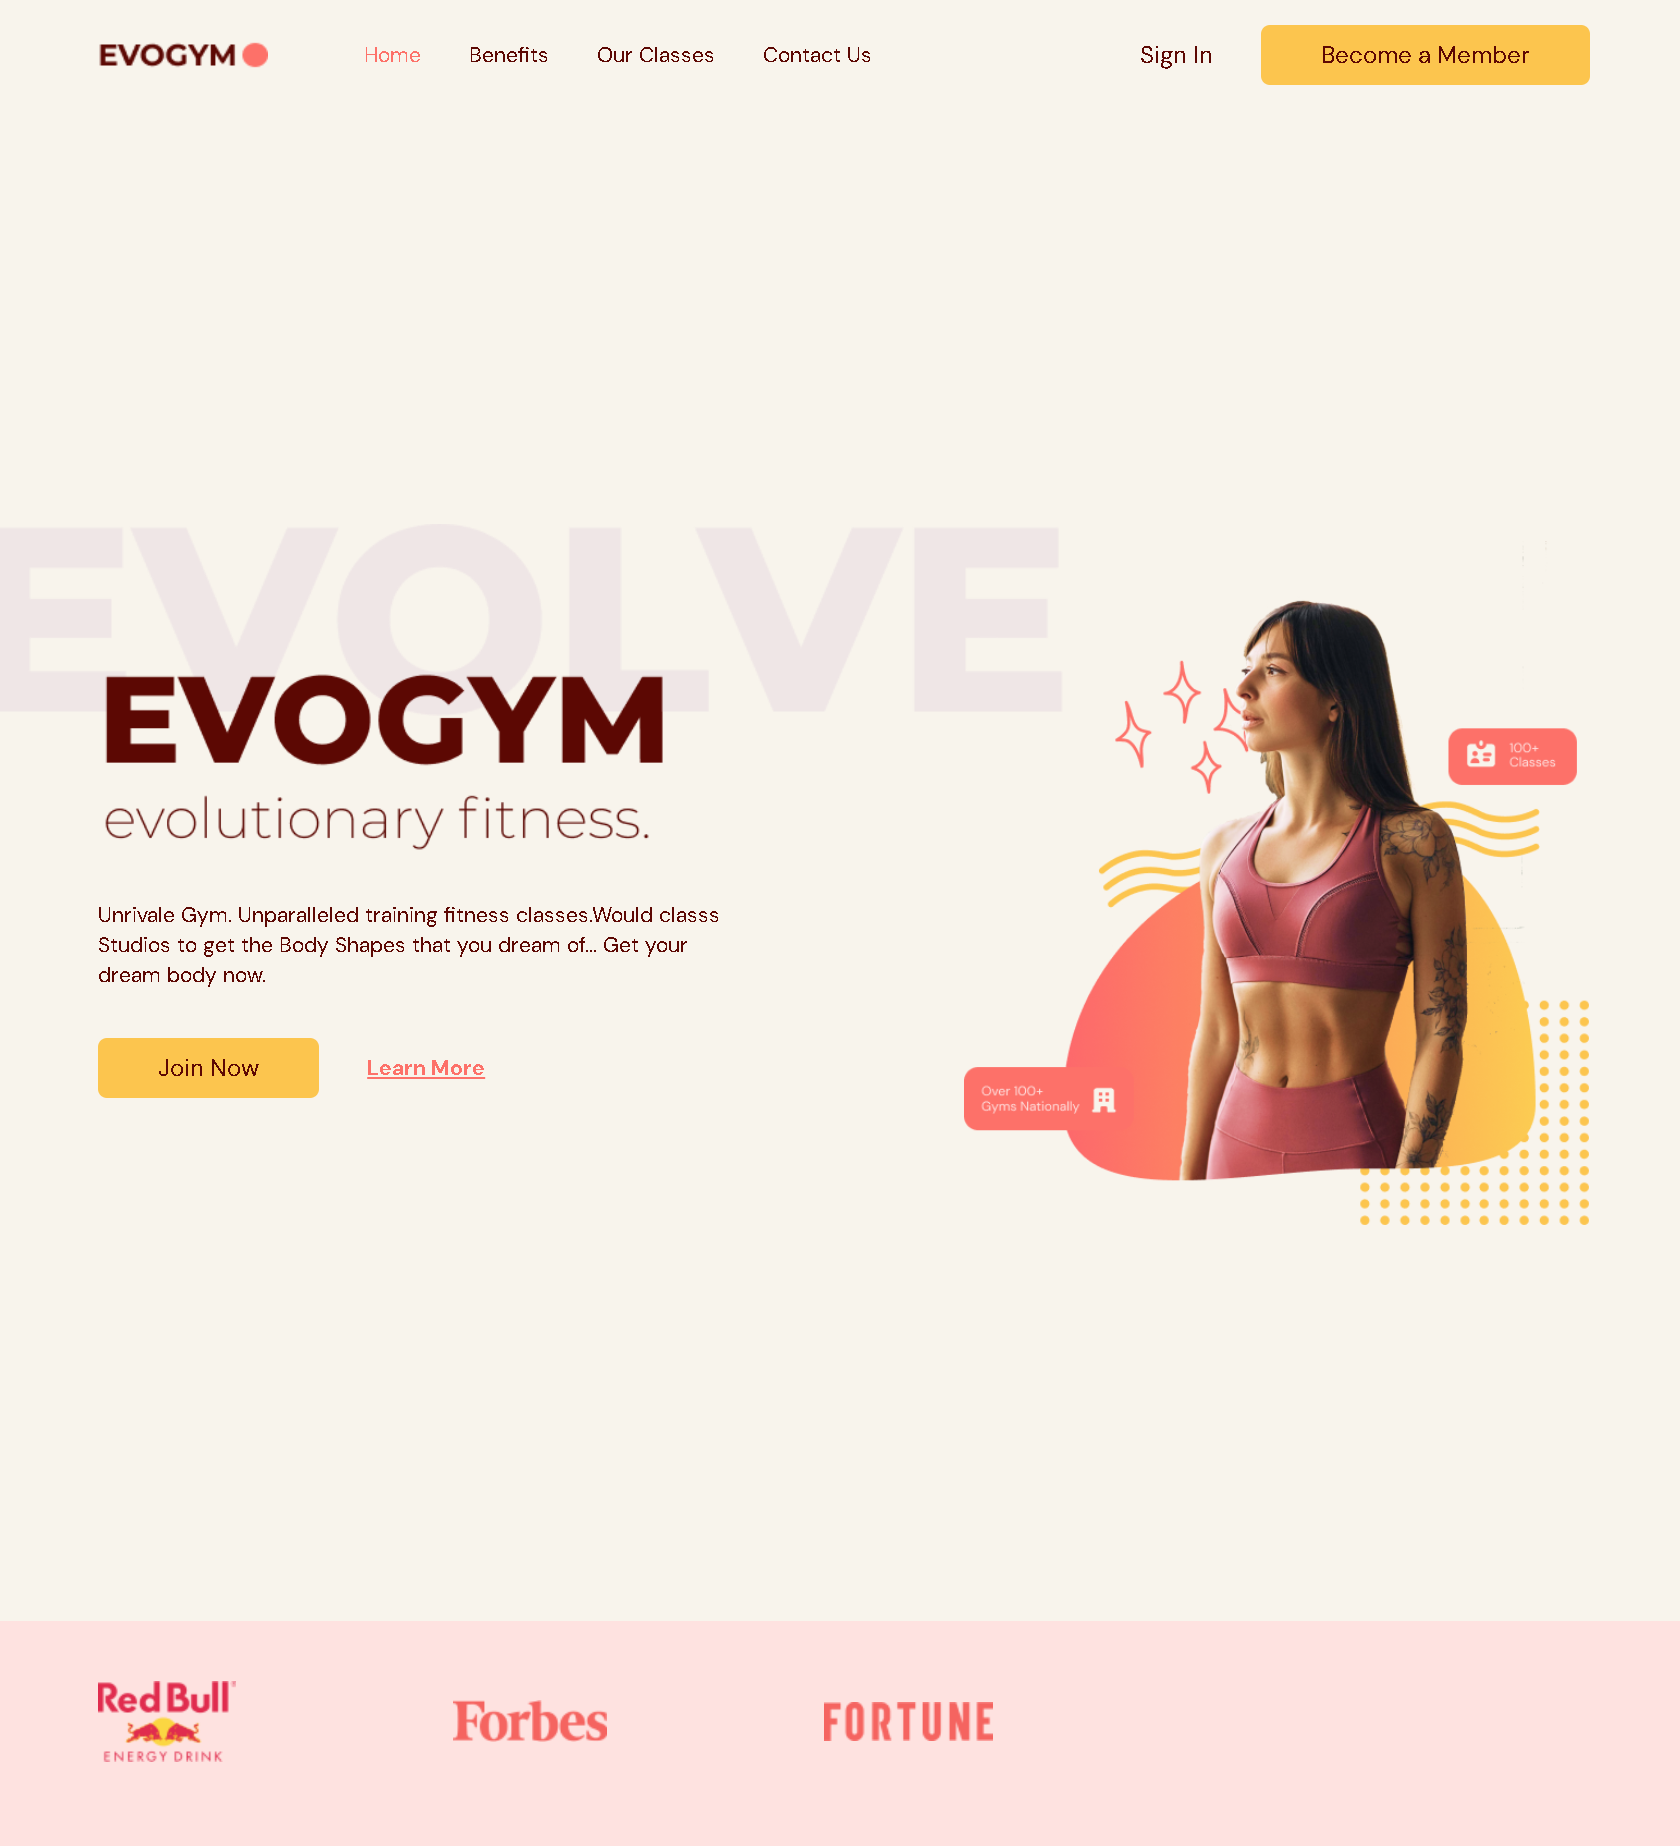 EVOGYM
Home
Benefits
Our Classes
Contact Us
Sign In
Become a Member
EVOLVE
EVOGYM
evolutionary fitness.
100+
Classes
Unrivale Gym. Unparalleled training fitness classes.Would classs
Studios to get the Body Shapes that you dream of... Get your
dream body now.
Join Now
Learn More
Over 100+
Gyms Nationally
Red Bull
ENERGY DRINK
Forbes
FORTUNE